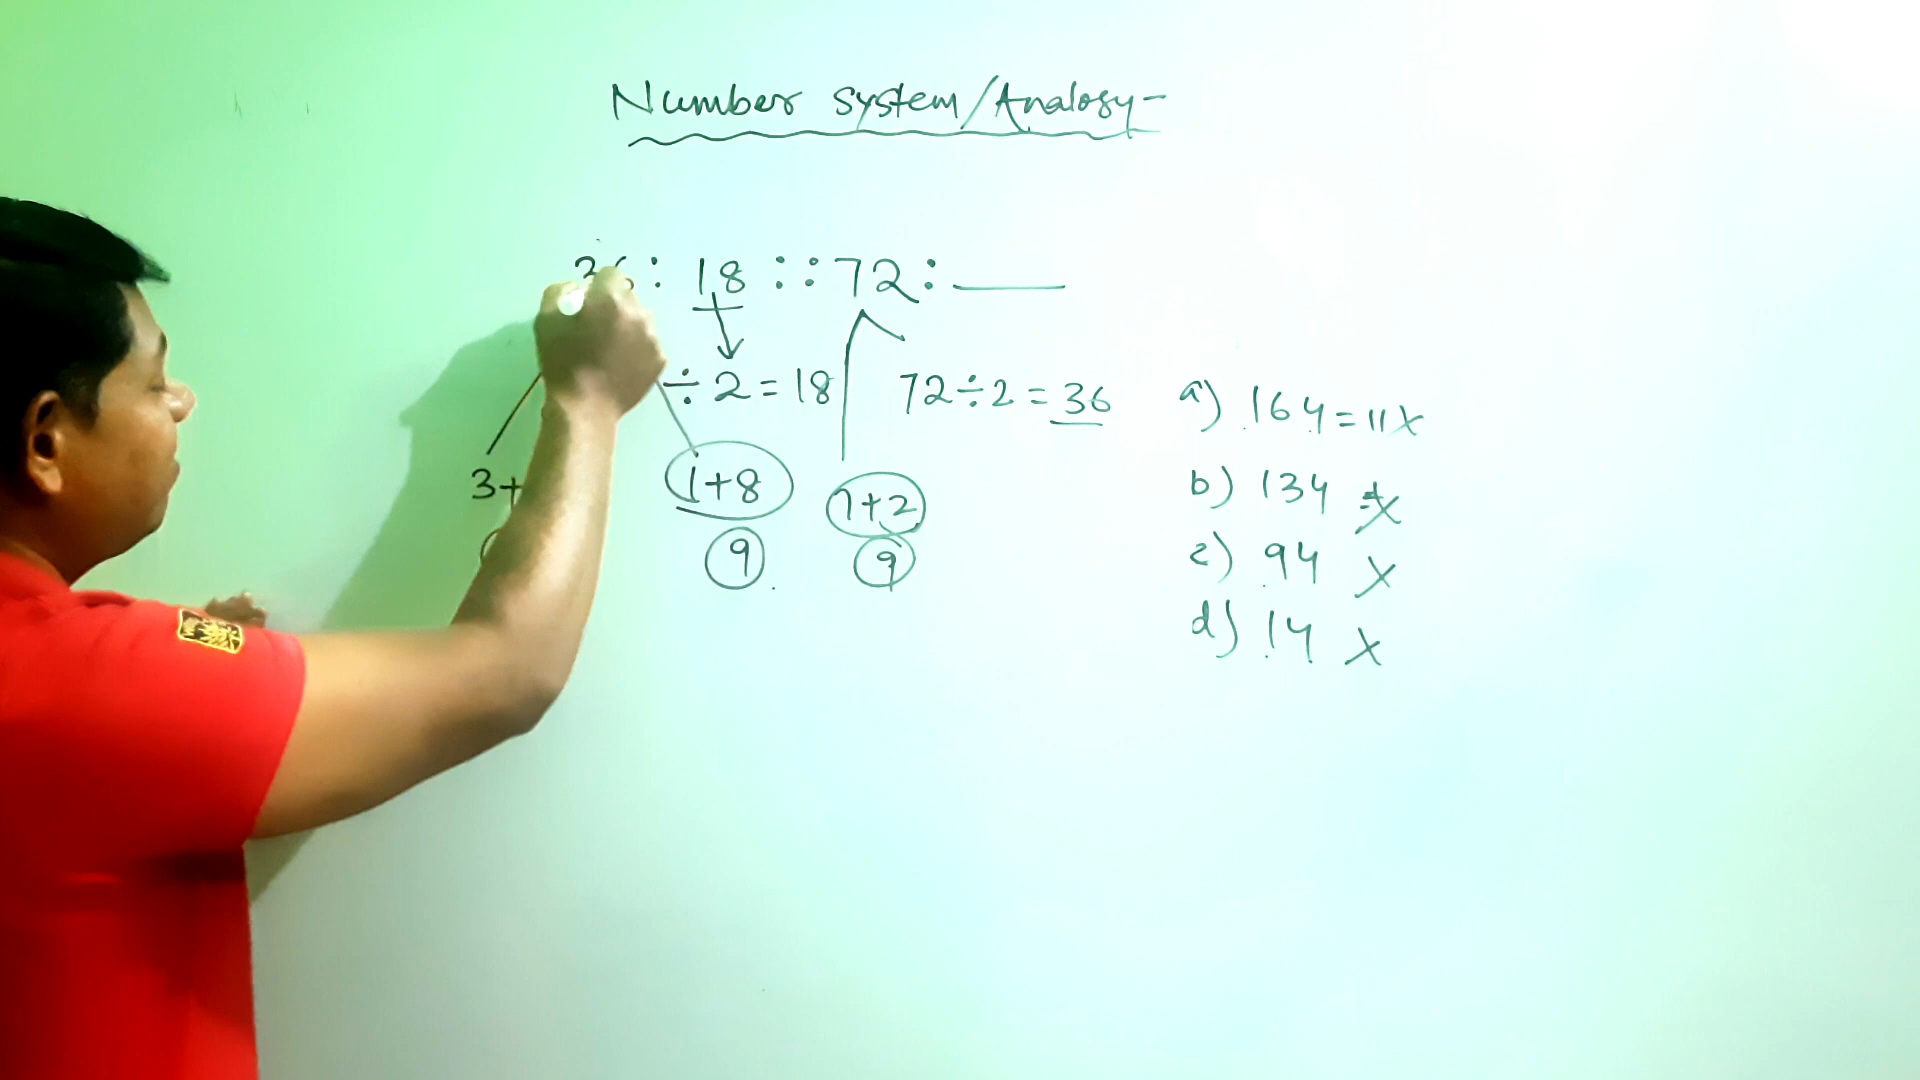 Number system/Analogy-
36: 18 :: 72:
÷ 2 = 18
72 ÷ 2 = 36
3+
1+8
7+2
9
9
a) 164 = 11 x
b) 134 x
c) 94 x
d) 14 x